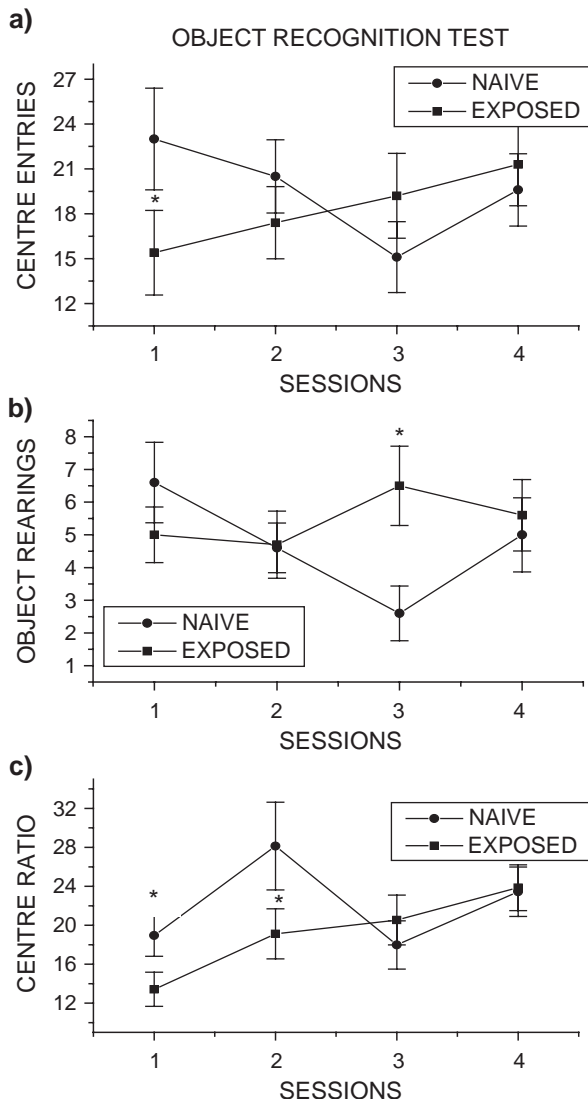 a)
OBJECT RECOGNITION TEST
CENTRE ENTRIES
27
24
21
18
15
12
NAIVE
EXPOSED
*
1 2 3 4
SESSIONS
b)
OBJECT REARINGS
8
7
6
5
4
3
2
1
*
NAIVE
EXPOSED
1 2 3 4
SESSIONS
c)
CENTRE RATIO
32
28
24
20
16
12
NAIVE
EXPOSED
*
*
1 2 3 4
SESSIONS